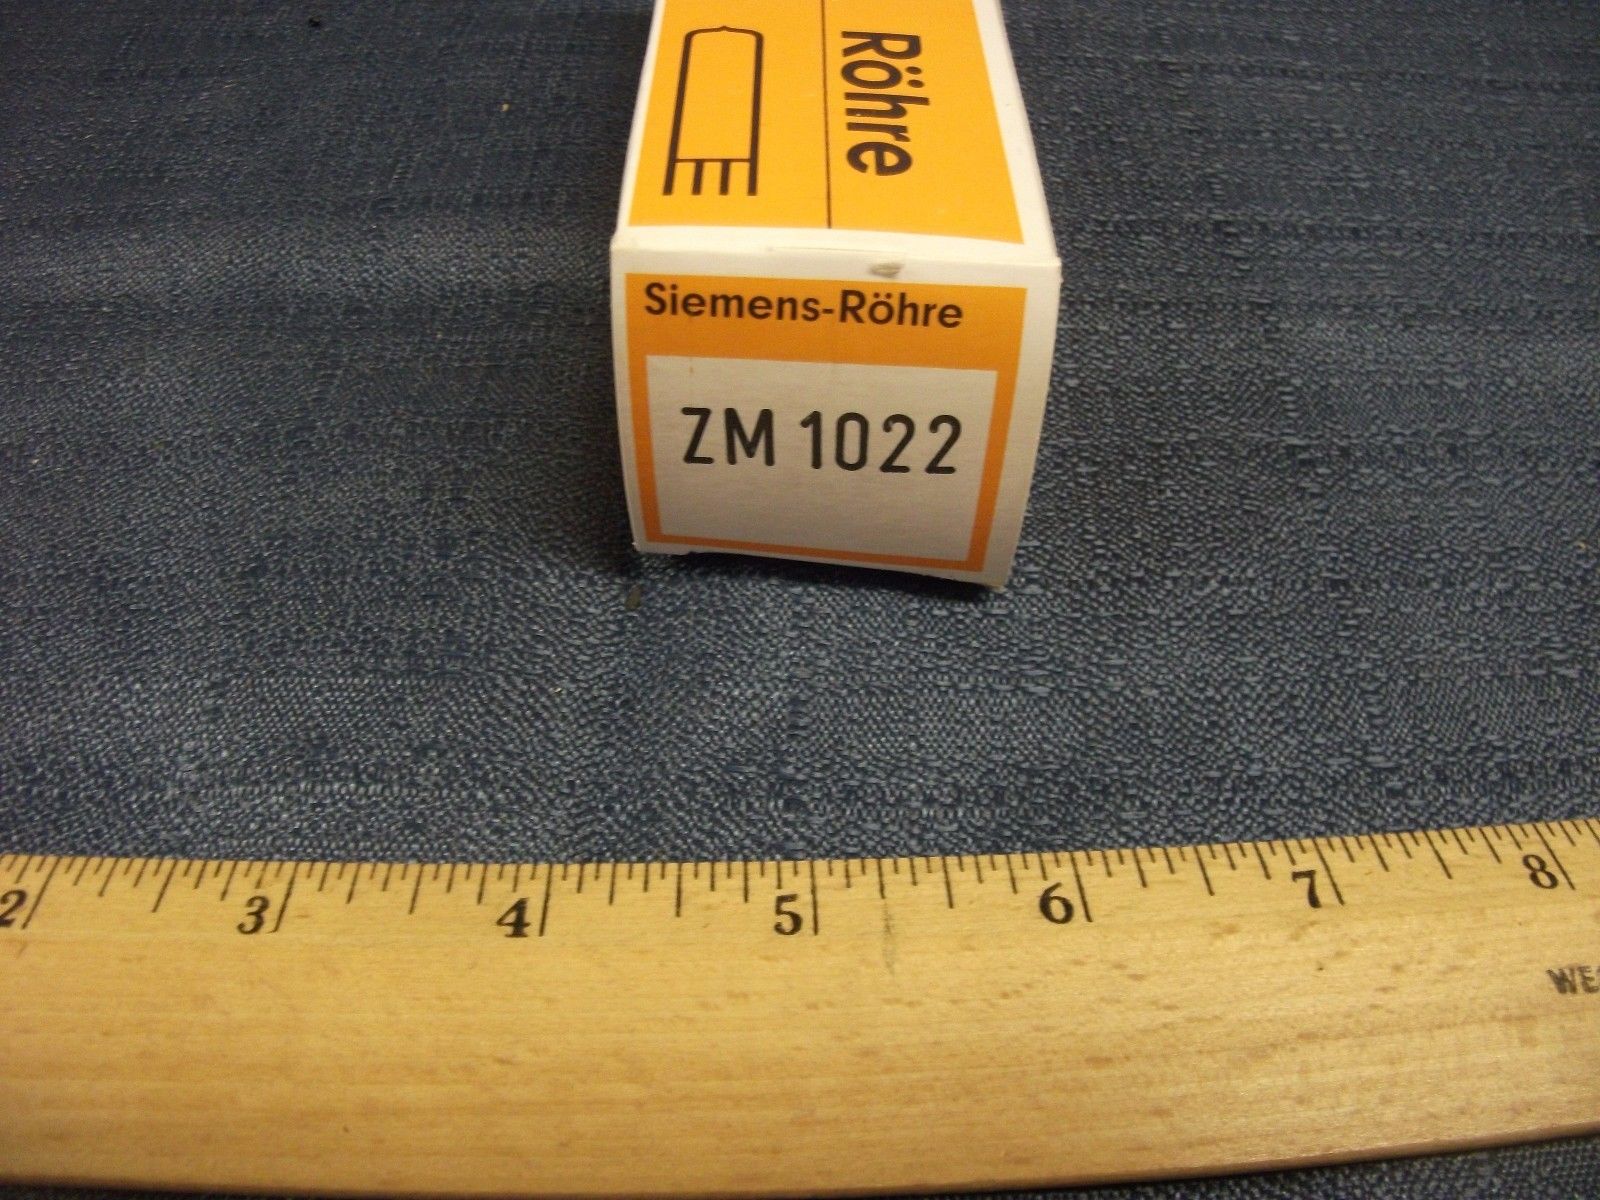 Röhre
Siemens-Röhre
ZM 1022
2 3 4 5 6 7 8